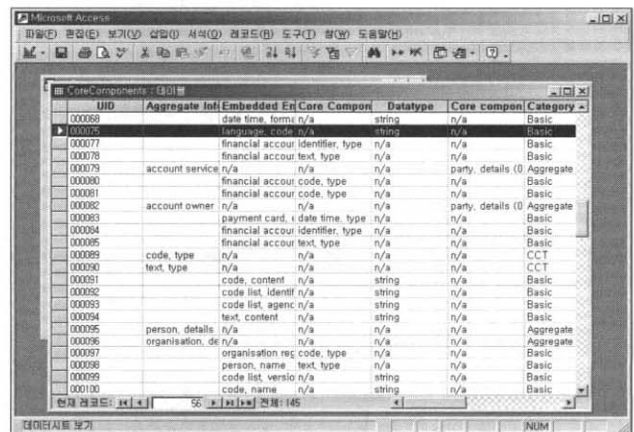 Microsoft Access
파일(F) 편집(E) 보기(V) 삽입(I) 서식(O) 레코드(R) 도구(T) 창(W) 도움말(H)
CoreComponents : 테이블
UID Aggregate Inf Embedded En Core Compon Datatype Core compon Category
000068 date time, forma n/a string n/a Basic
000075 language, code n/a string n/a Basic
000077 financial accour identifier, type n/a n/a Basic
000078 financial accour text, type n/a n/a Basic
000079 account service n/a n/a n/a party, details (0 Aggregate
000080 financial accour code, type n/a n/a Basic
000081 financial accour code, type n/a n/a Basic
000082 account owner n/a n/a n/a party, details (0 Aggregate
000083 payment card, date time, type n/a n/a Basic
000084 financial accour identifier, type n/a n/a Basic
000085 financial accour text, type n/a n/a Basic
000089 code, type n/a n/a n/a n/a CCT
000090 text, type n/a n/a n/a n/a CCT
000091 code, content n/a string n/a Basic
000092 code list, identif n/a string n/a Basic
000093 code list, agenc n/a string n/a Basic
000094 text, content n/a string n/a Basic
000095 person, details n/a n/a n/a n/a Aggregate
000096 organisation, de n/a n/a n/a n/a Aggregate
000097 organisation reg code, type n/a n/a Basic
000098 person, name text, type n/a n/a Basic
000099 code list, versio n/a string n/a Basic
000100 code, name n/a string n/a Basic
현재 레코드: 56 전체: 145
데이터시트 보기 NUM